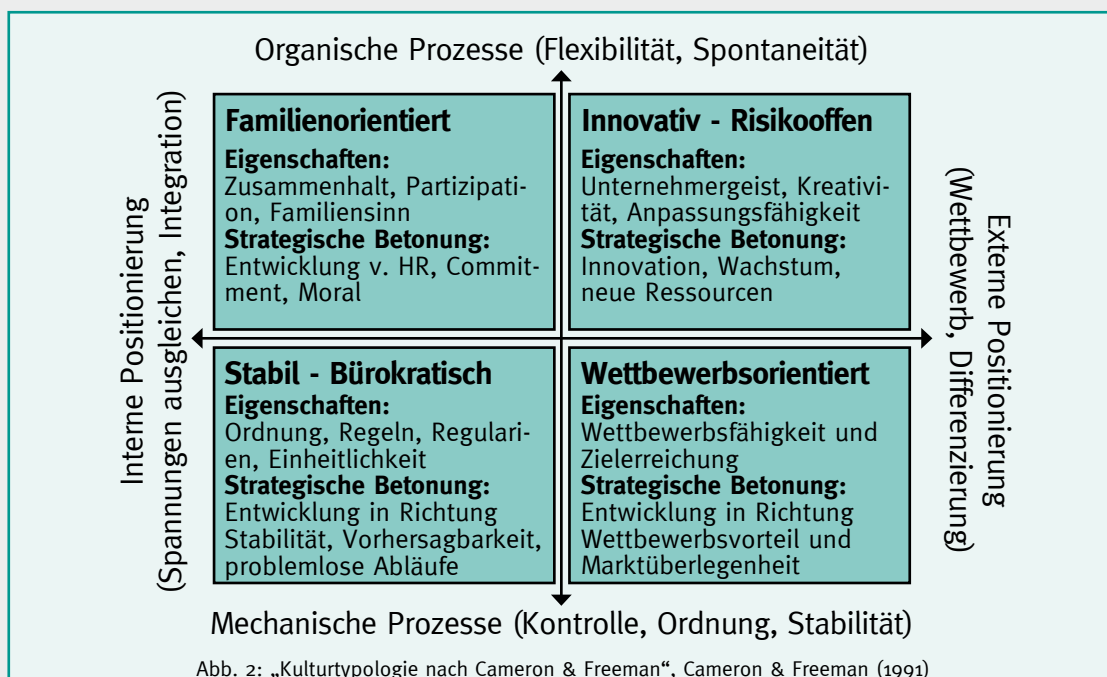 Organische Prozesse (Flexibilität, Spontaneität)
Interne Positionierung
(Spannungen ausgleichen, Integration)
Familienorientiert
Eigenschaften:
Zusammenhalt, Partizipati-
on, Familiensinn
Strategische Betonung:
Entwicklung v. HR, Commit-
ment, Moral
Innovativ - Risikooffen
Eigenschaften:
Unternehmergeist, Kreativi-
tät, Anpassungsfähigkeit
Strategische Betonung:
Innovation, Wachstum,
neue Ressourcen
Externe Positionierung
(Wettbewerb, Differenzierung)
Stabil - Bürokratisch
Eigenschaften:
Ordnung, Regeln, Regulari-
en, Einheitlichkeit
Strategische Betonung:
Entwicklung in Richtung
Stabilität, Vorhersagbarkeit,
problemlose Abläufe
Wettbewerbsorientiert
Eigenschaften:
Wettbewerbsfähigkeit und
Zielerreichung
Strategische Betonung:
Entwicklung in Richtung
Wettbewerbsvorteil und
Marktüberlegenheit
Mechanische Prozesse (Kontrolle, Ordnung, Stabilität)
Abb. 2: „Kulturtypologie nach Cameron & Freeman“, Cameron & Freeman (1991)